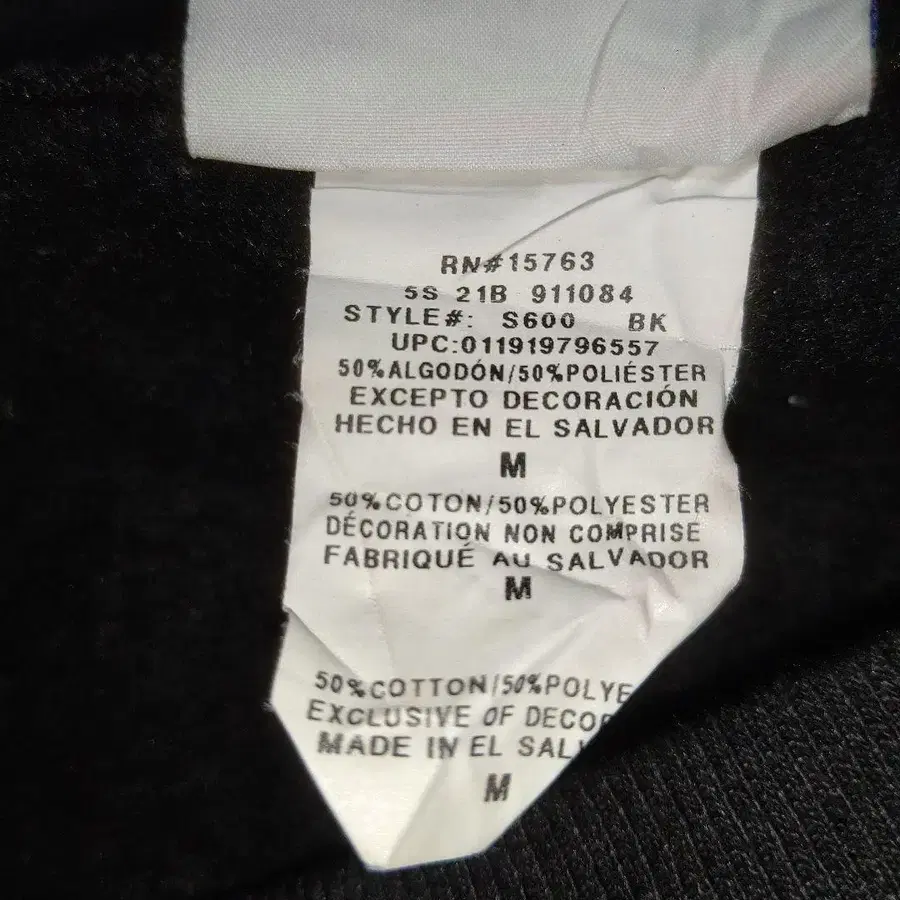 RN#15763
5S 21B 911084
STYLE#: S600 BK
UPC:011919796557
50%ALGODÓN/50%POLIÉSTER
EXCEPTO DECORACIÓN
HECHO EN EL SALVADOR
M
50%COTON/50%POLYESTER
DÉCORATION NON COMPRISE
FABRIQUÉ AU SALVADOR
M
50%COTTON/50%POLYE
EXCLUSIVE OF DECO
MADE IN EL SAL
M